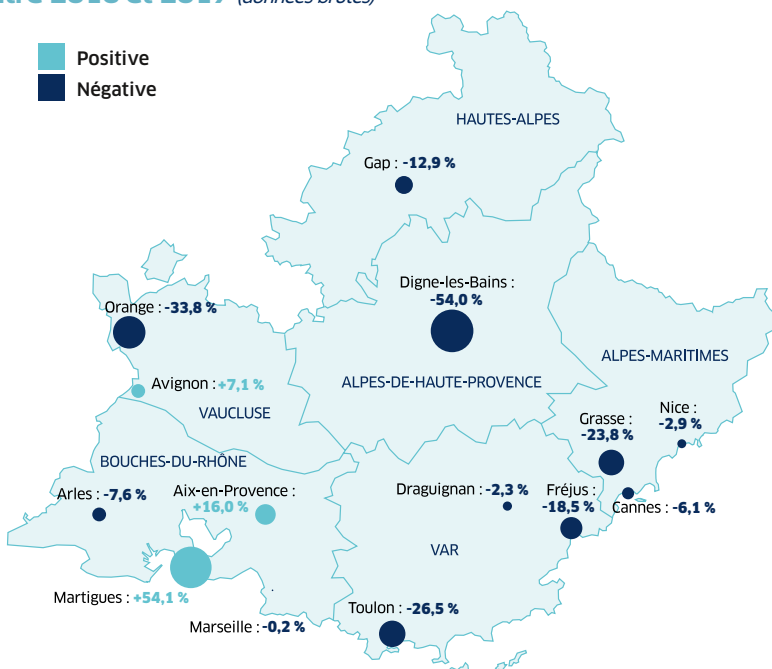 2017 (données brutes)
Positive
Négative
HAUTES-ALPES
Gap : -12,9 %
Digne-les-Bains :
-54,0 %
Orange : -33,8 %
ALPES-MARITIMES
Avignon : +7,1 %
ALPES-DE-HAUTE-PROVENCE
VAUCLUSE
Nice :
-2,9 %
Grasse :
-23,8 %
BOUCHES-DU-RHÔNE
Arles : -7,6 %
Aix-en-Provence :
+16,0 %
Draguignan : -2,3 %
Fréjus :
-18,5 %
Cannes : -6,1 %
VAR
Martigues : +54,1 %
Marseille : -0,2 %
Toulon : -26,5 %